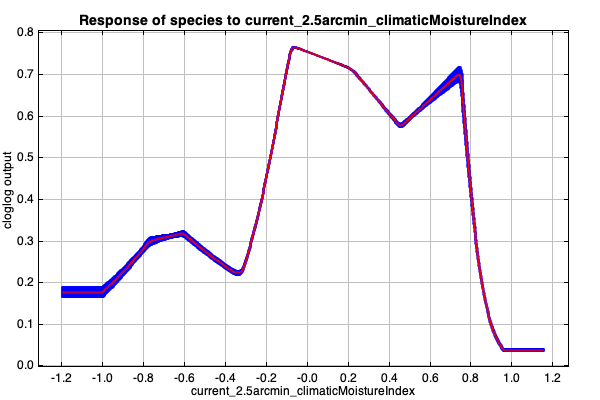 Response of species to current_2.5arcmin_climaticMoistureIndex
cloglog output
0.8
0.7
0.6
0.5
0.4
0.3
0.2
0.1
0.0
-1.2 -1.0 -0.8 -0.6 -0.4 -0.2 -0.0 0.2 0.4 0.6 0.8 1.0 1.2
current_2.5arcmin_climaticMoistureIndex